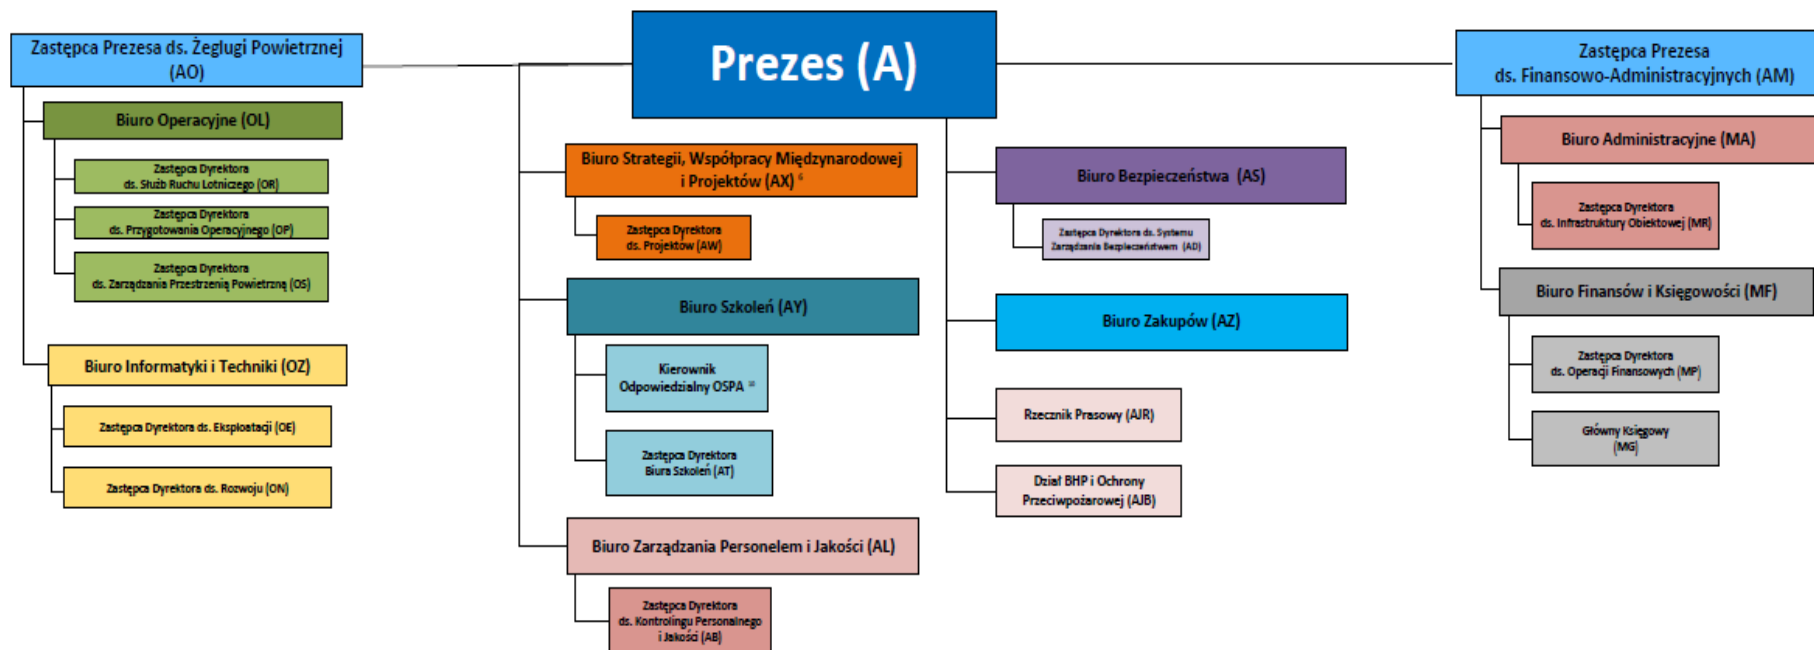 Prezes (A)
Zastępca Prezesa ds. Żeglugi Powietrznej
(AO)
Biuro Operacyjne (OL)
Zastępca Dyrektora
ds. Służb Ruchu Lotniczego (OR)
Zastępca Dyrektora
ds. Przygotowania Operacyjnego (OP)
Zastępca Dyrektora
ds. Zarządzania Przestrzenią Powietrzną (OS)
Biuro Informatyki i Techniki (OZ)
Zastępca Dyrektora ds. Eksploatacji (OE)
Zastępca Dyrektora ds. Rozwoju (ON)
Biuro Strategii, Współpracy Międzynarodowej
i Projektów (AX) 6
Zastępca Dyrektora
ds. Projektów (AW)
Biuro Szkoleń (AY)
Kierownik
Odpowiedzialny OSPA
Zastępca Dyrektora
Biura Szkoleń (AT)
Biuro Zarządzania Personelem i Jakości (AL)
Zastępca Dyrektora
ds. Kontrolingu Personalnego
i Jakości (AB)
Biuro Bezpieczeństwa (AS)
Zastępca Dyrektora ds. Systemu
Zarządzania Bezpieczeństwem (AD)
Biuro Zakupów (AZ)
Rzecznik Prasowy (AJR)
Dział BHP i Ochrony
Przeciwpożarowej (AJB)
Zastępca Prezesa
ds. Finansowo-Administracyjnych (AM)
Biuro Administracyjne (MA)
Zastępca Dyrektora
ds. Infrastruktury Obiektowej (MR)
Biuro Finansów i Księgowości (MF)
Zastępca Dyrektora
ds. Operacji Finansowych (MP)
Główny Księgowy
(MG)